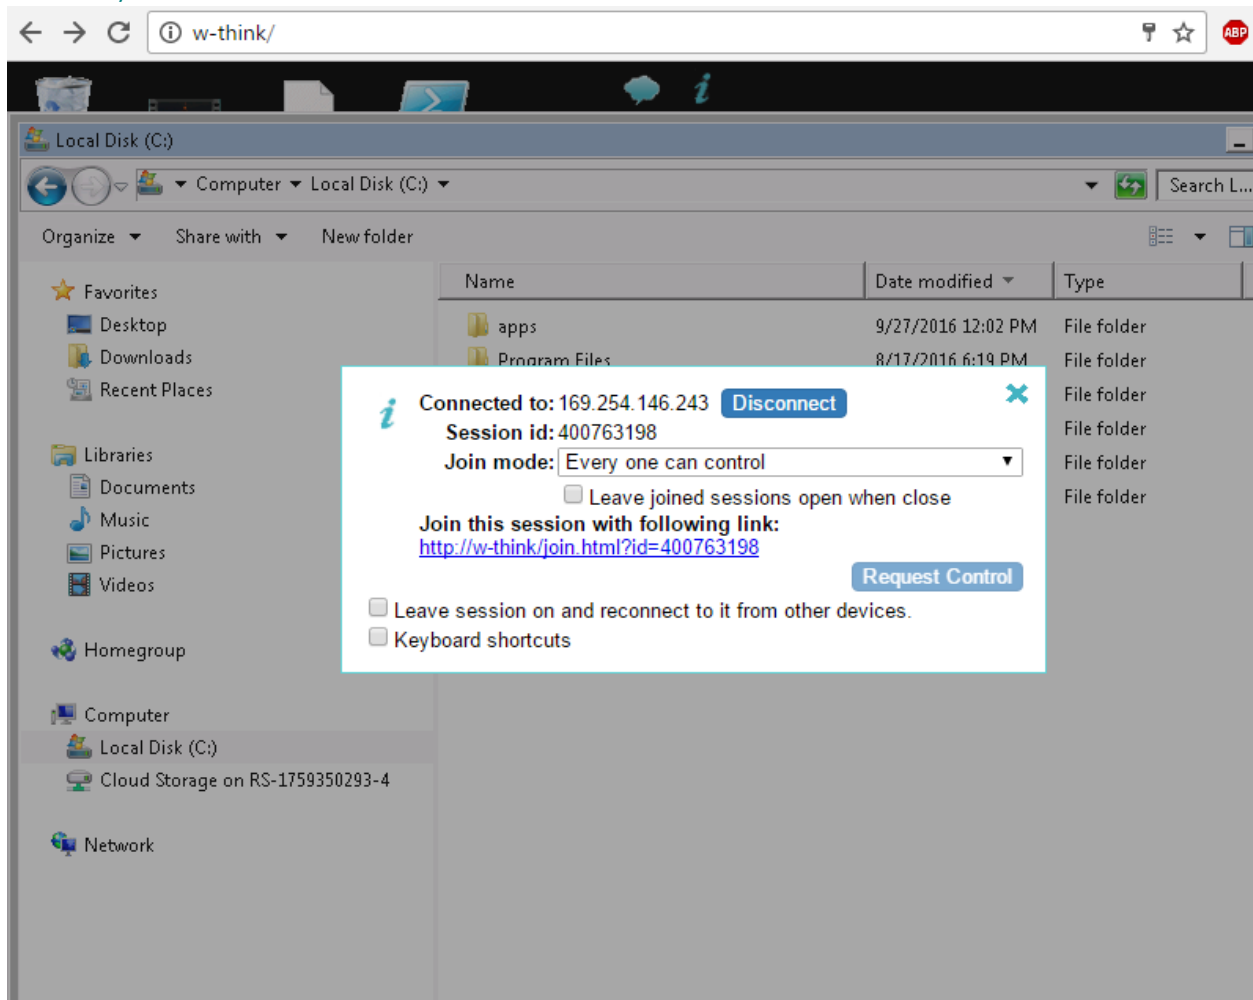 w-think/
ABP
Local Disk (C:)
Computer Local Disk (C:)
Search L...
Organize Share with New folder
Name Date modified Type
Favorites
Desktop
Downloads
Recent Places
Libraries
Documents
Music
Pictures
Videos
Homegroup
Computer
Local Disk (C:)
Cloud Storage on RS-1759350293-4
Network
apps 9/27/2016 12:02 PM File folder
Program Files 8/17/2016 6:19 PM File folder
File folder
File folder
File folder
File folder
Connected to: 169.254.146.243 Disconnect
Session id: 400763198
Join mode: Every one can control
Leave joined sessions open when close
Join this session with following link:
http://w-think/join.html?id=400763198
Request Control
Leave session on and reconnect to it from other devices.
Keyboard shortcuts